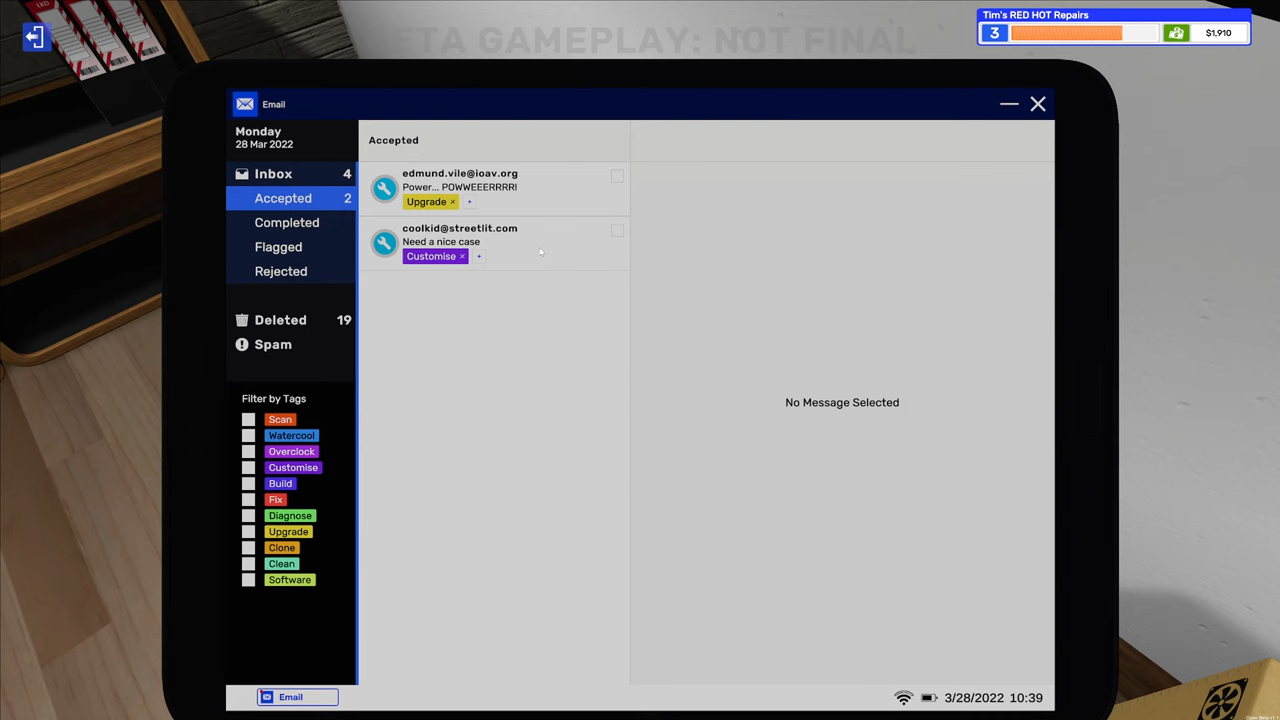 Tim's RED HOT Repairs
3
$1,910
TA GAMEPLAY: NOT FINAL
Email
Monday
28 Mar 2022
Inbox 4
Accepted 2
Completed
Flagged
Rejected
Deleted 19
Spam
Filter by Tags
Scan
Watercool
Overclock
Customise
Build
Fix
Diagnose
Upgrade
Clone
Clean
Software
Accepted
edmund.vile@ioav.org
Power... POWWEEERRRR!
Upgrade × +
coolkid@streetlit.com
Need a nice case
Customise × +
No Message Selected
Email
3/28/2022 10:39